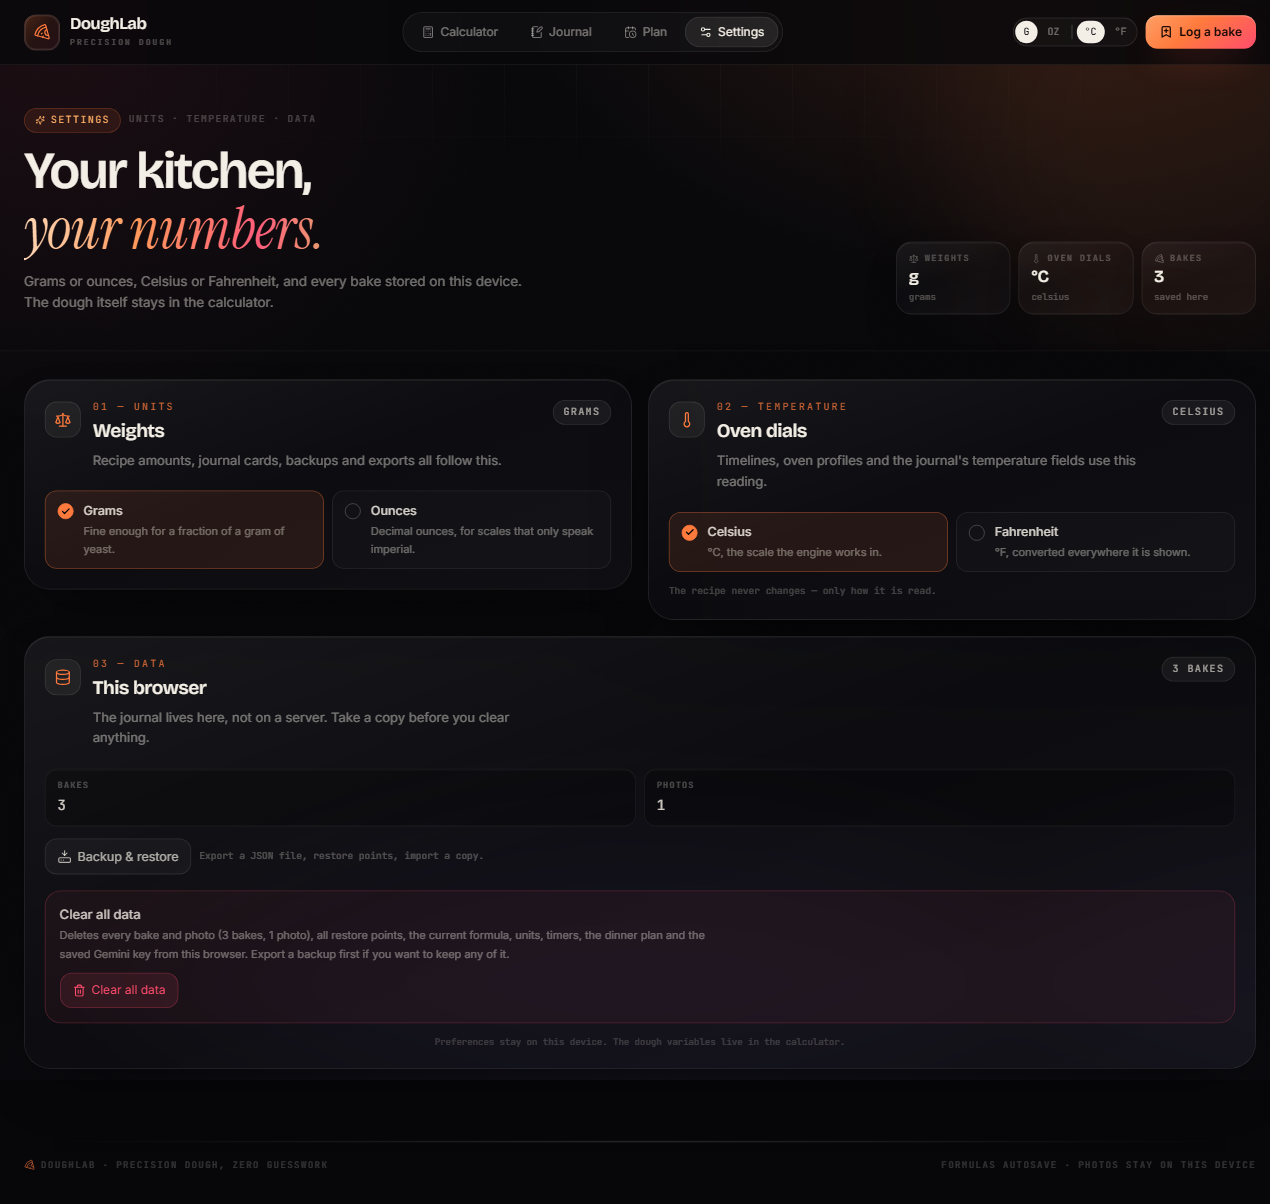 DoughLab
PRECISION DOUGH
Calculator
Journal
Plan
Settings
G
OZ
°C
°F
Log a bake
SETTINGS
UNITS · TEMPERATURE · DATA
Your kitchen,
your numbers.
Grams or ounces, Celsius or Fahrenheit, and every bake stored on this device.
The dough itself stays in the calculator.
WEIGHTS
g
grams
OVEN DIALS
°C
celsius
BAKES
3
saved here
01 — UNITS
Weights
GRAMS
Recipe amounts, journal cards, backups and exports all follow this.
Grams
Fine enough for a fraction of a gram of
yeast.
Ounces
Decimal ounces, for scales that only speak
imperial.
02 — TEMPERATURE
Oven dials
CELSIUS
Timelines, oven profiles and the journal's temperature fields use this
reading.
Celsius
°C, the scale the engine works in.
Fahrenheit
°F, converted everywhere it is shown.
The recipe never changes — only how it is read.
03 — DATA
This browser
3 BAKES
The journal lives here, not on a server. Take a copy before you clear
anything.
BAKES
3
PHOTOS
1
Backup & restore
Export a JSON file, restore points, import a copy.
Clear all data
Deletes every bake and photo (3 bakes, 1 photo), all restore points, the current formula, units, timers, the dinner plan and the
saved Gemini key from this browser. Export a backup first if you want to keep any of it.
Clear all data
Preferences stay on this device. The dough variables live in the calculator.
DOUGHLAB · PRECISION DOUGH, ZERO GUESSWORK
FORMULAS AUTOSAVE · PHOTOS STAY ON THIS DEVICE